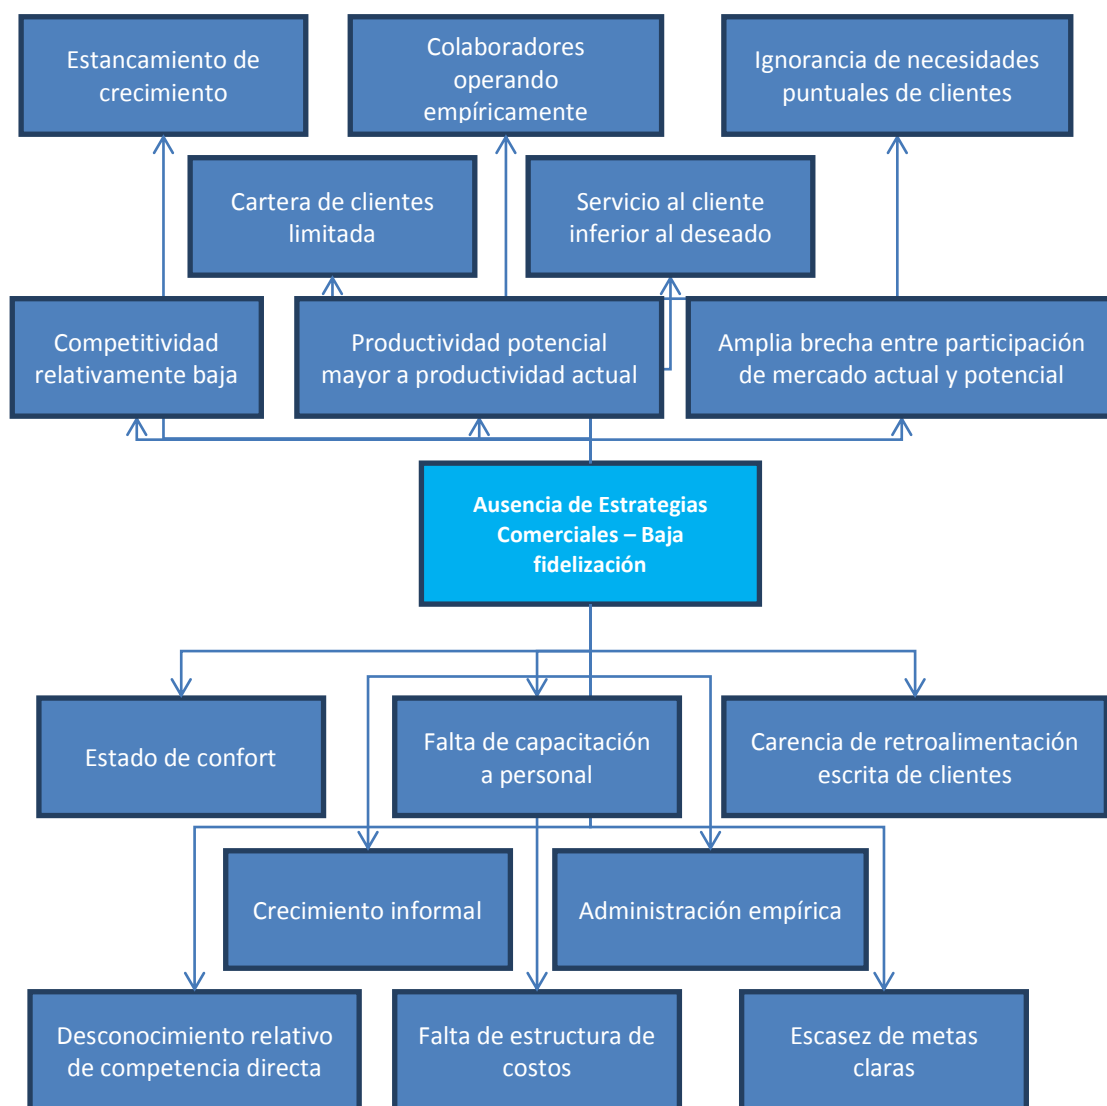 Estancamiento de
crecimiento
Colaboradores
operando
empíricamente
Ignorancia de necesidades
puntuales de clientes
Cartera de clientes
limitada
Servicio al cliente
inferior al deseado
Competitividad
relativamente baja
Productividad potencial
mayor a productividad actual
Amplia brecha entre participación
de mercado actual y potencial
Ausencia de Estrategias
Comerciales – Baja
fidelización
Estado de confort
Falta de capacitación
a personal
Carencia de retroalimentación
escrita de clientes
Crecimiento informal
Administración empírica
Desconocimiento relativo
de competencia directa
Falta de estructura de
costos
Escasez de metas
claras